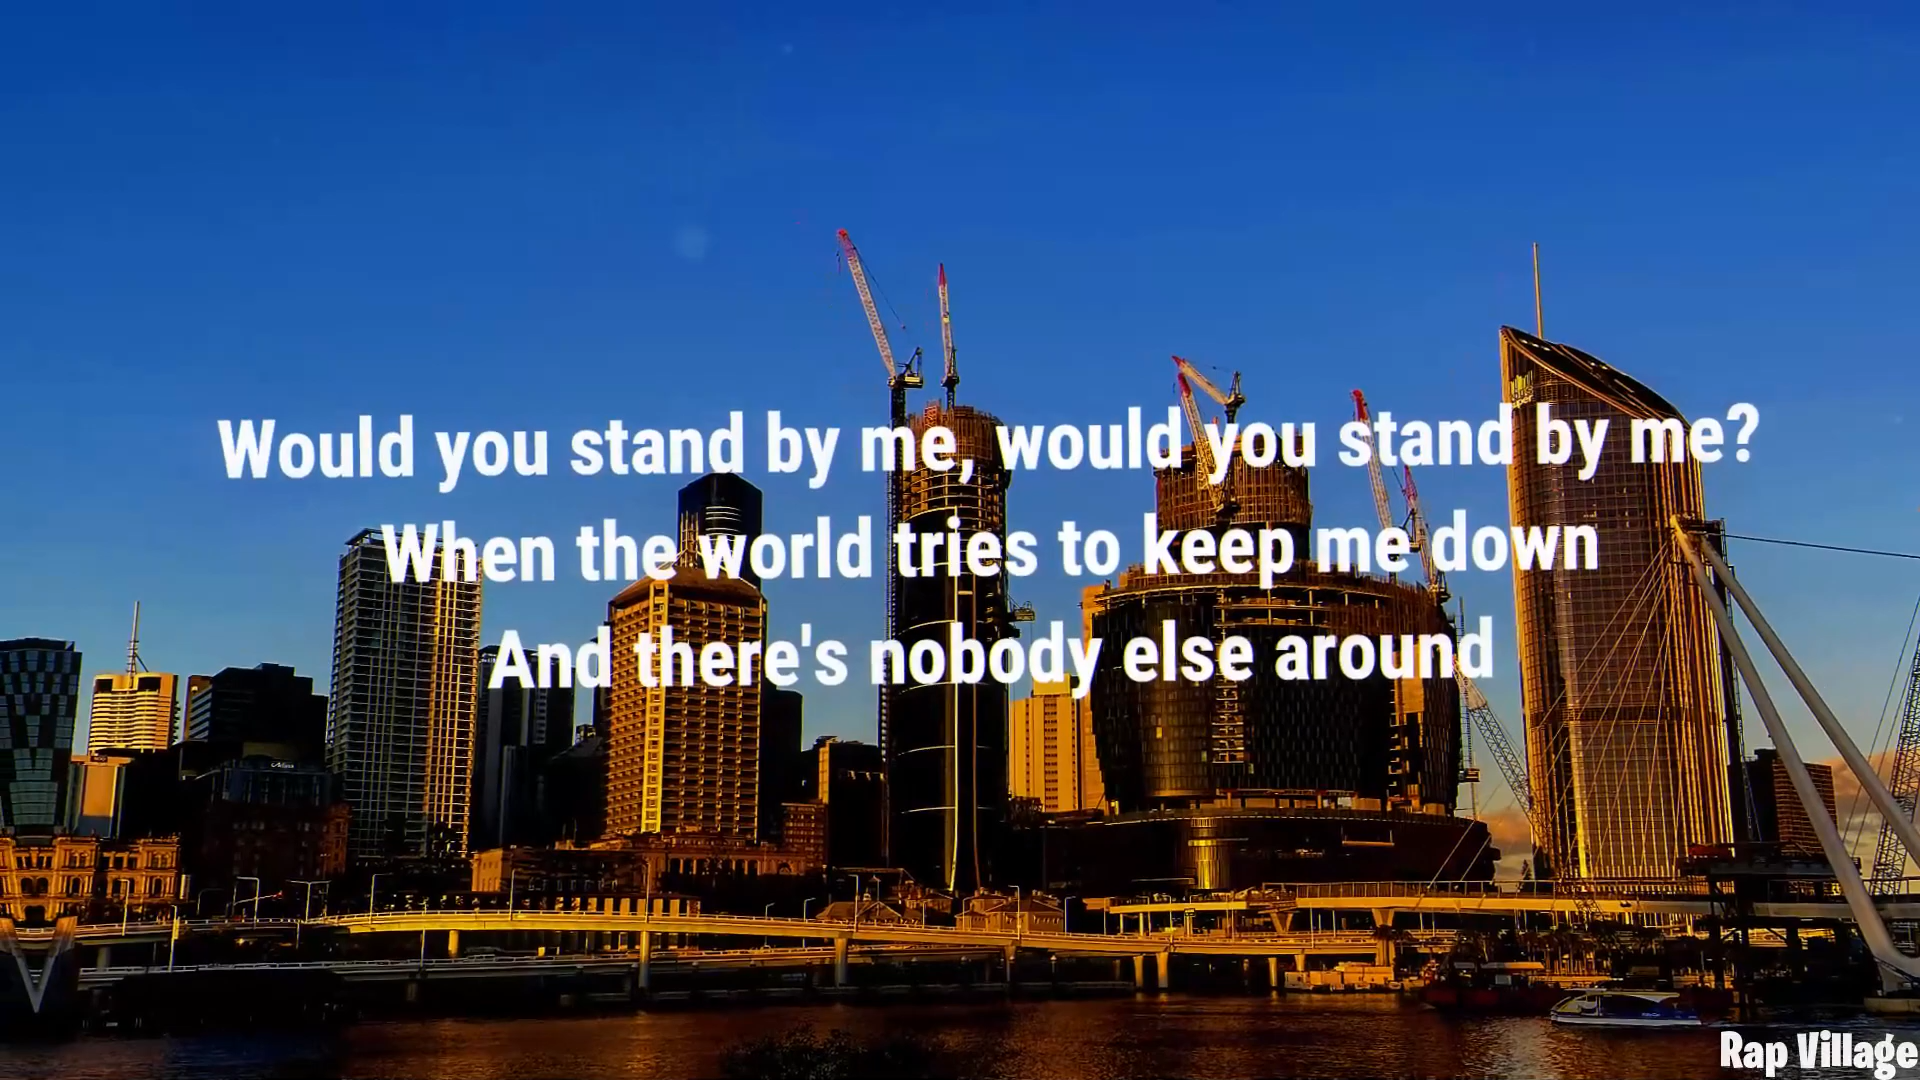 Would you stand by me, would you stand by me?
When the world tries to keep me down
And there's nobody else around
Rap Village